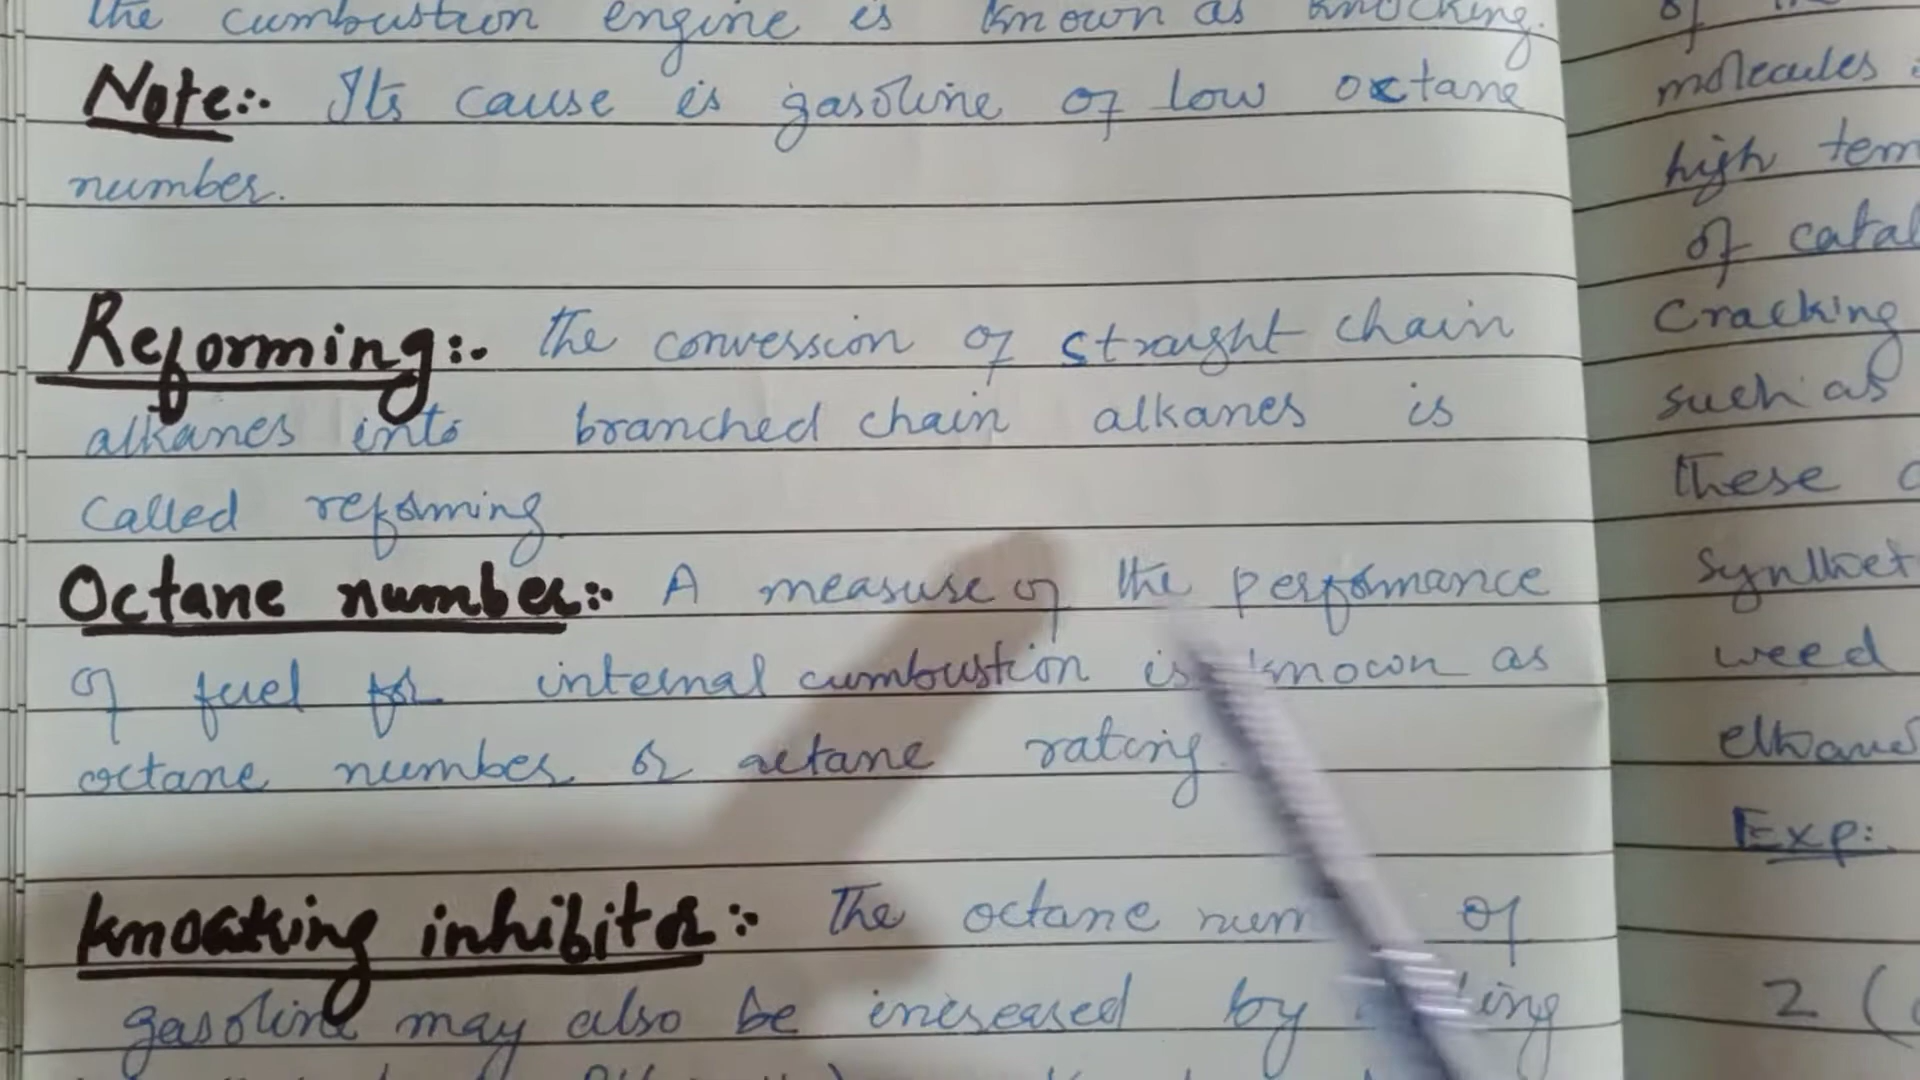 the cumbustion engine is known as knocking.
Note:- Its cause is gasoline of low octane
number.
Reforming:- The conversion of straight chain
alkanes into branched chain alkanes is
called reforming
Octane number:- A measure of the performance
of fuel for internal cumbustion is known as
octane number or octane rating.
knocking inhibitor:- The octane num of
gasoline may also be increased by
molecules
high tem
of catal
Cracking
such as
these
Synthet
weed
Exp:
2 (